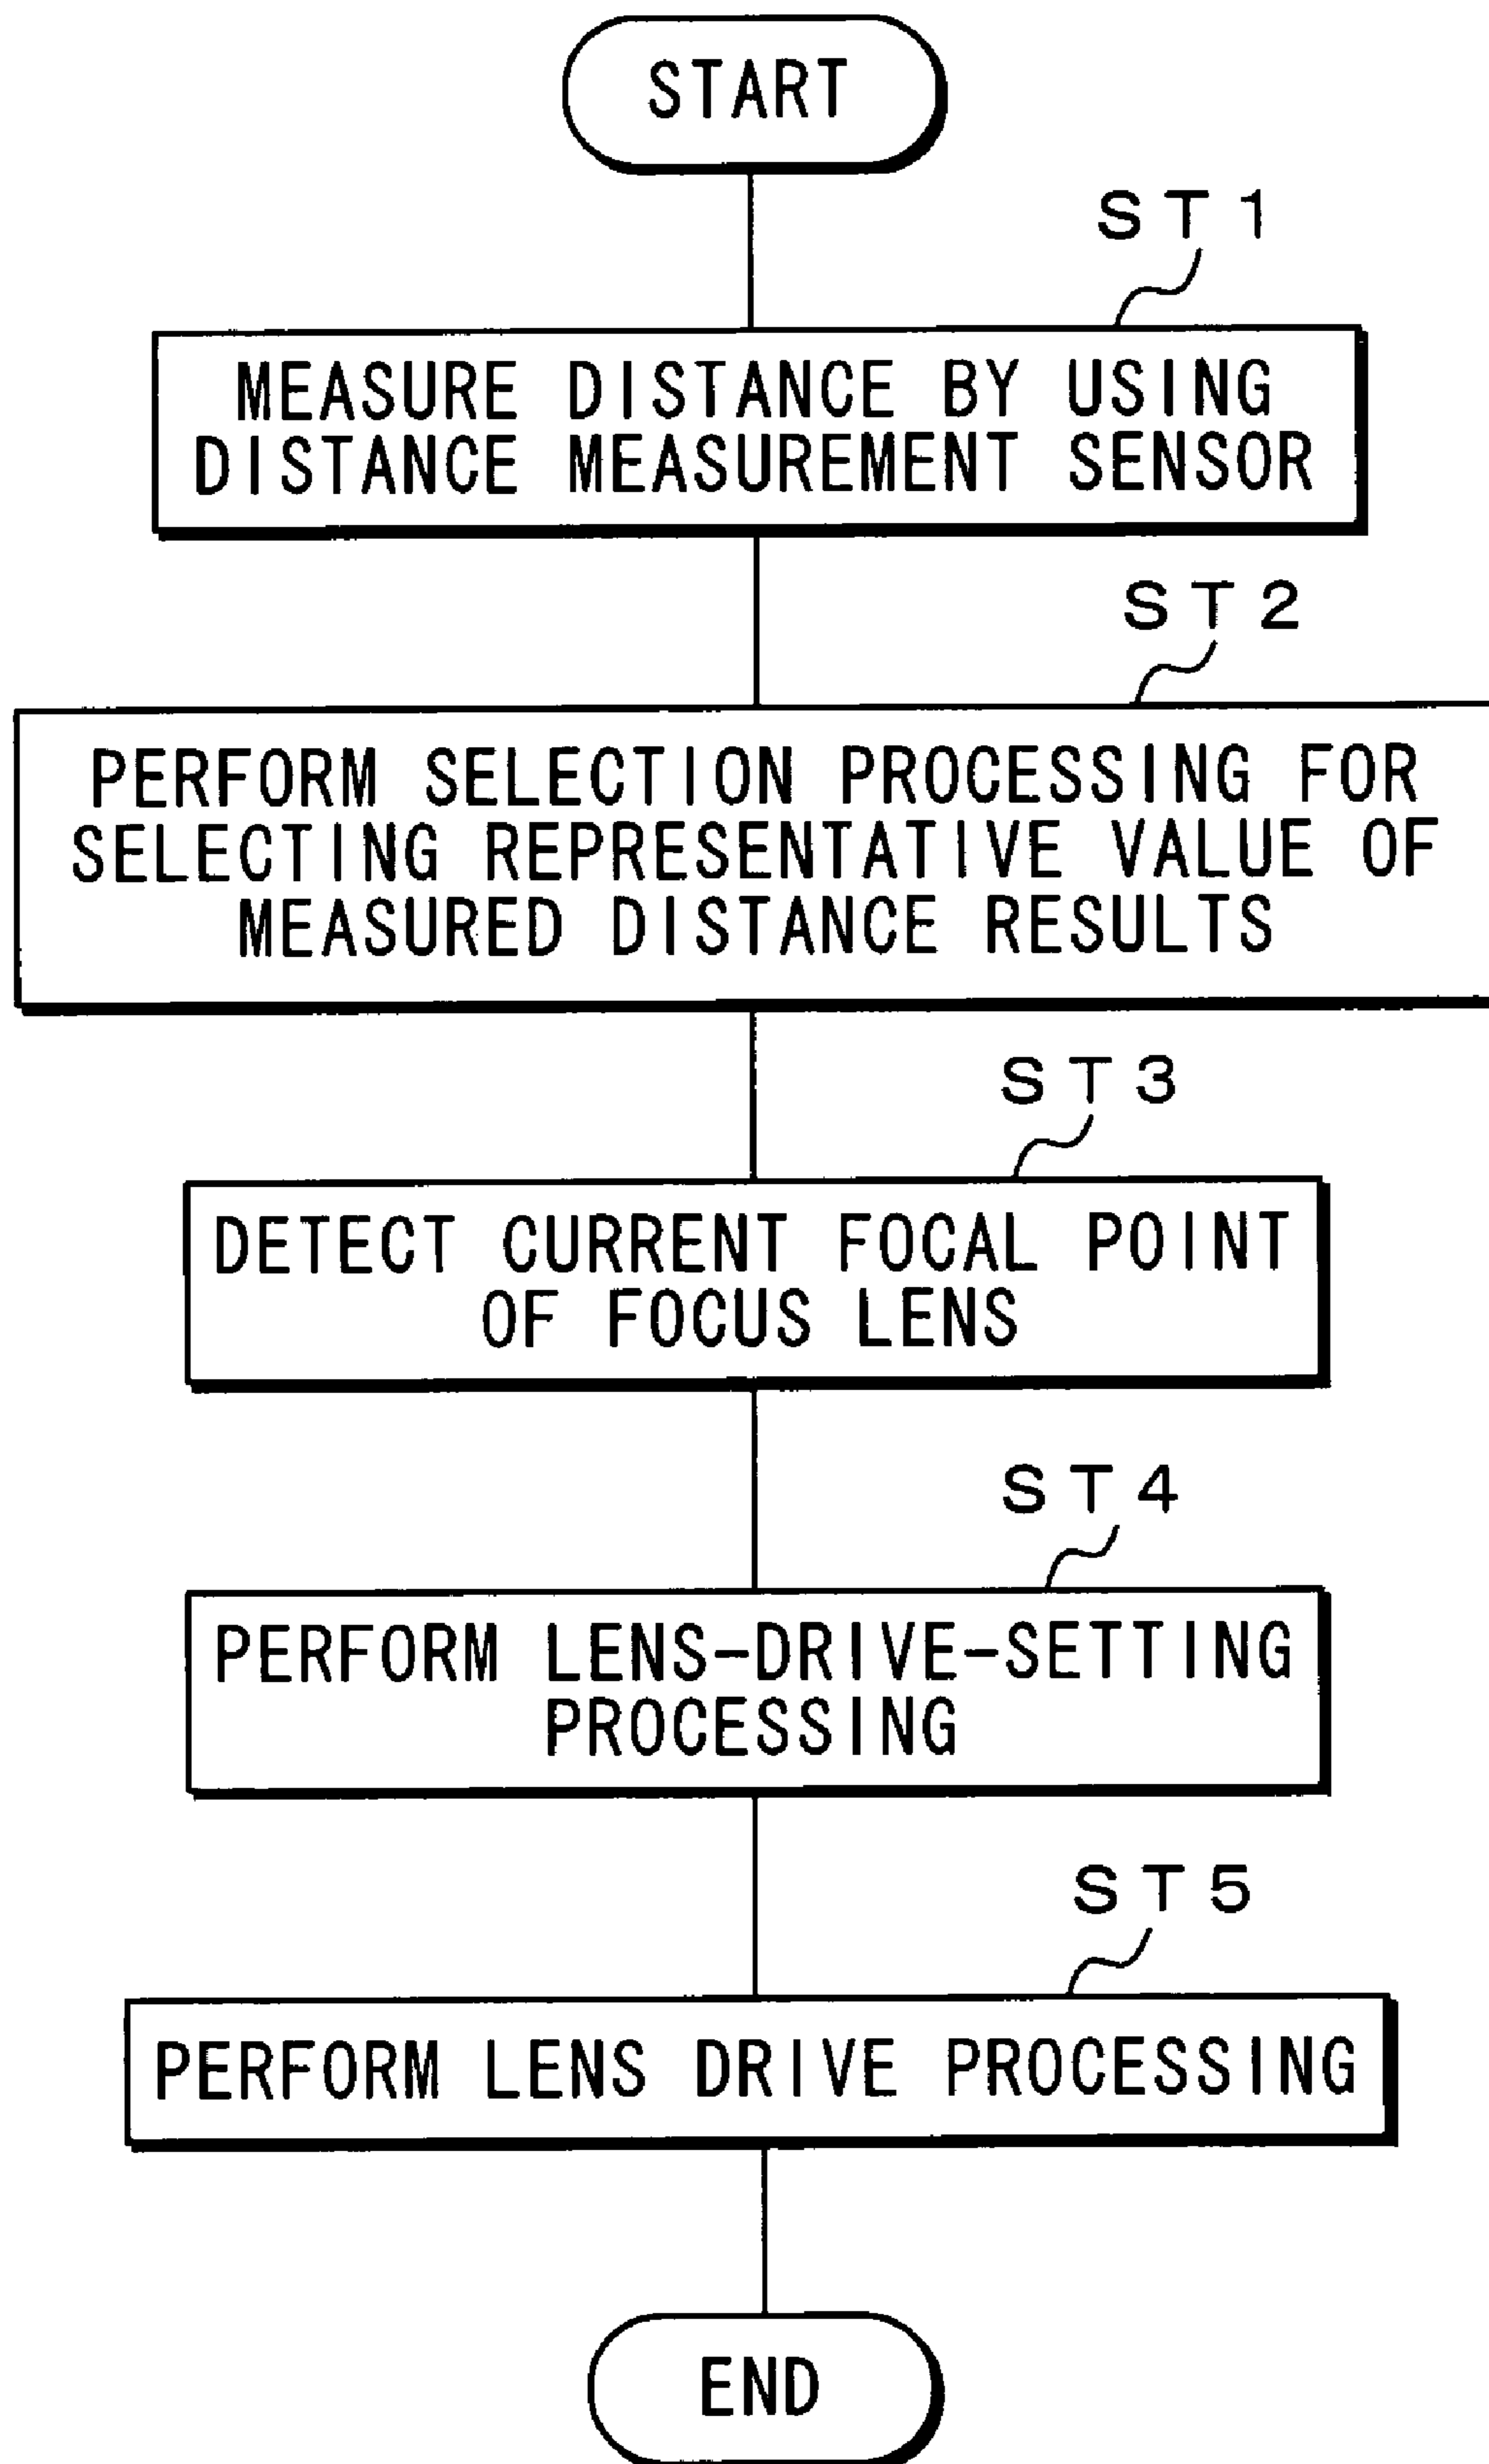 START
ST1
MEASURE DISTANCE BY USING
DISTANCE MEASUREMENT SENSOR
ST2
PERFORM SELECTION PROCESSING FOR
SELECTING REPRESENTATIVE VALUE OF
MEASURED DISTANCE RESULTS
ST3
DETECT CURRENT FOCAL POINT
OF FOCUS LENS
ST4
PERFORM LENS-DRIVE-SETTING
PROCESSING
ST5
PERFORM LENS DRIVE PROCESSING
END